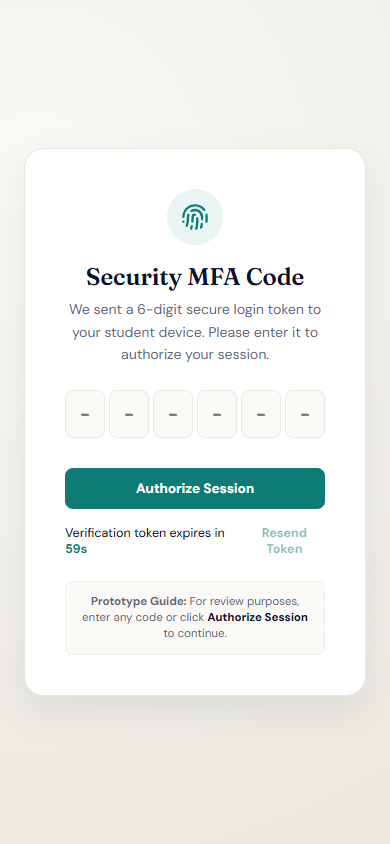 Security MFA Code
We sent a 6-digit secure login token to
your student device. Please enter it to
authorize your session.
– – – – – –
Authorize Session
Verification token expires in
59s
Resend
Token
Prototype Guide: For review purposes,
enter any code or click Authorize Session
to continue.